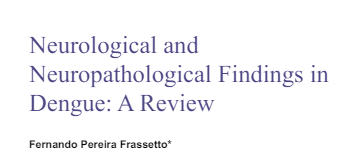 Neurological and
Neuropathological Findings in
Dengue: A Review
Fernando Pereira Frassetto*